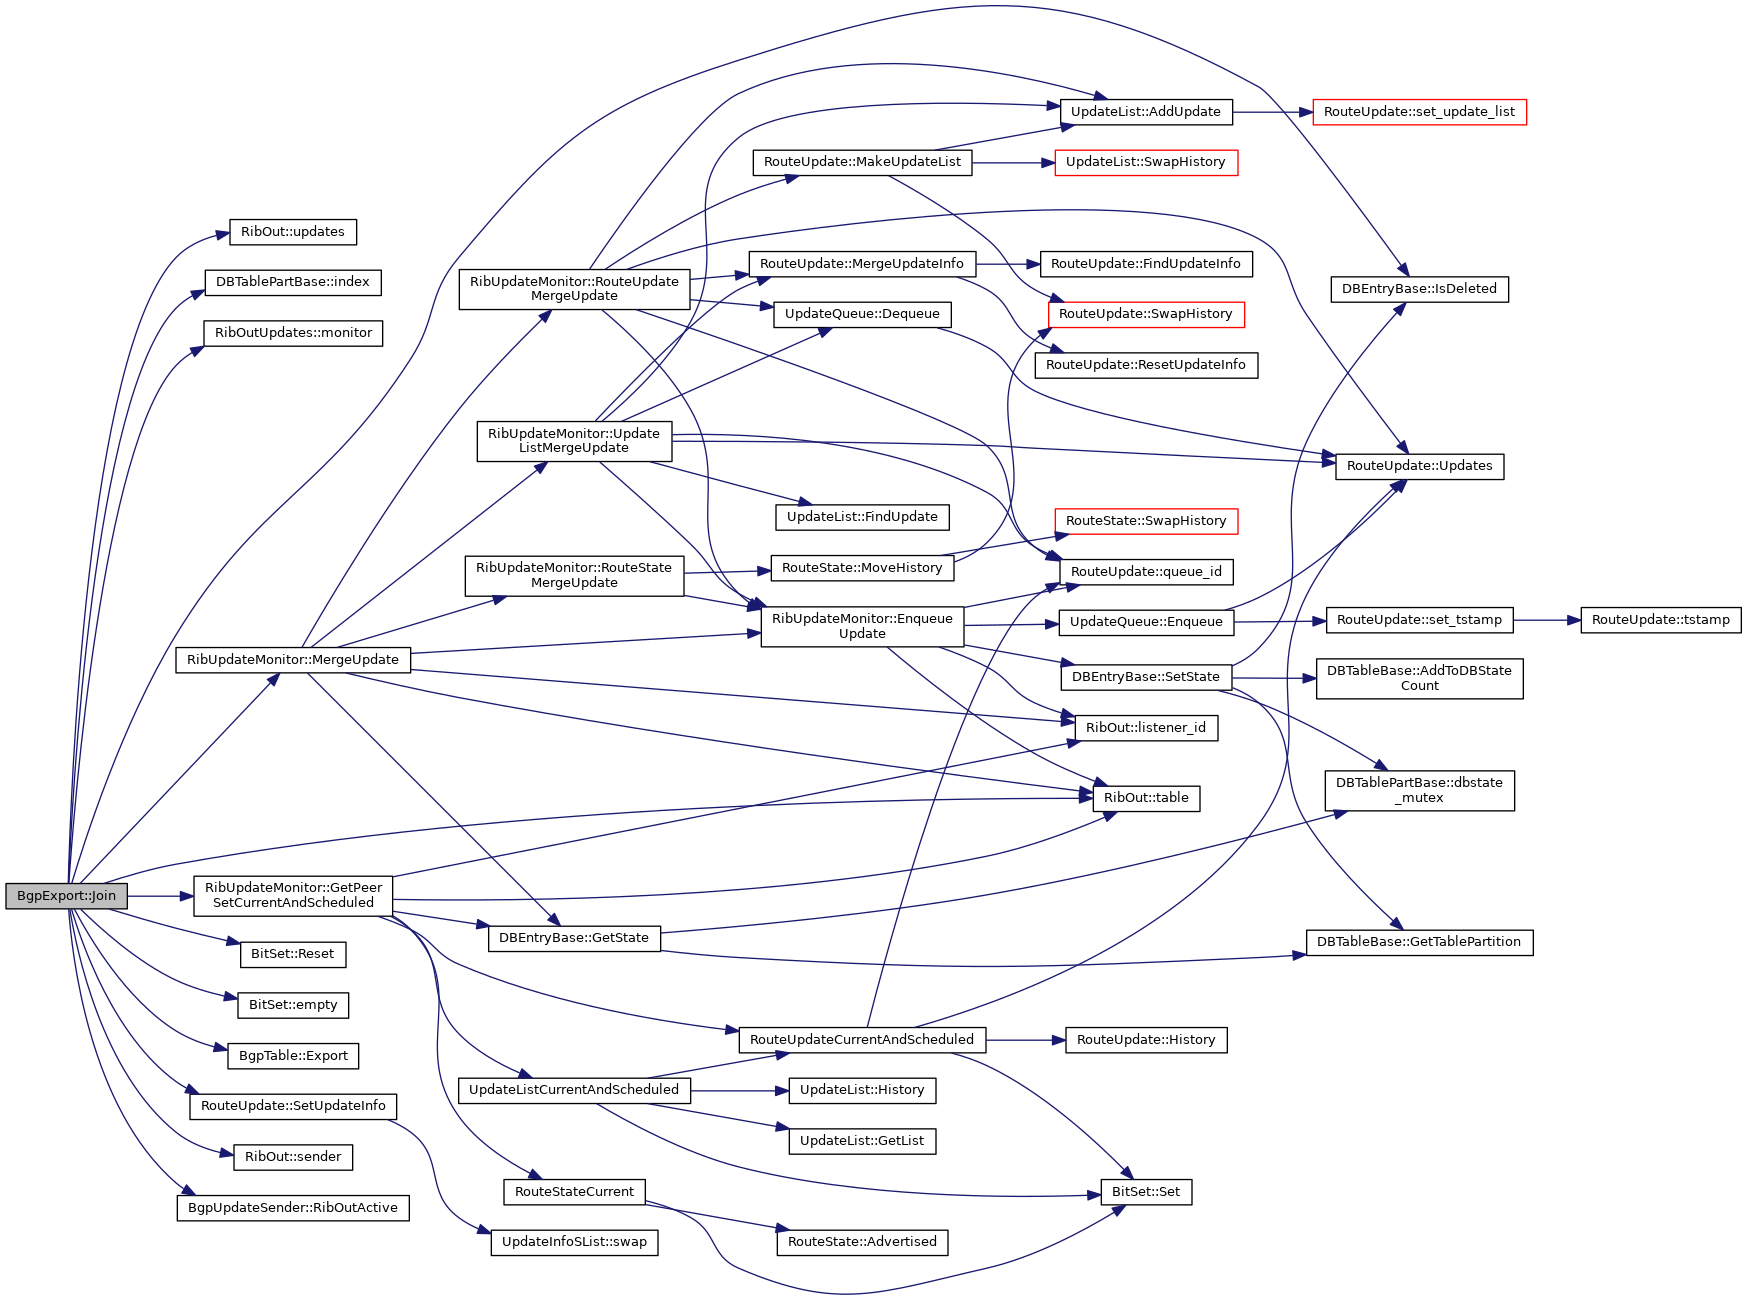 BgpExport::Join
RibOut::updates
DBTablePartBase::index
RibOutUpdates::monitor
RibUpdateMonitor::MergeUpdate
RibUpdateMonitor::GetPeer
SetCurrentAndScheduled
BitSet::Reset
BitSet::empty
BgpTable::Export
RouteUpdate::SetUpdateInfo
RibOut::sender
BgpUpdateSender::RibOutActive
RibUpdateMonitor::RouteUpdate
MergeUpdate
RibUpdateMonitor::Update
ListMergeUpdate
RibUpdateMonitor::RouteState
MergeUpdate
DBEntryBase::GetState
UpdateListCurrentAndScheduled
RouteStateCurrent
UpdateInfoSList::swap
RouteUpdate::MakeUpdateList
RouteUpdate::MergeUpdateInfo
UpdateQueue::Dequeue
UpdateList::FindUpdate
RouteState::MoveHistory
RibUpdateMonitor::Enqueue
Update
RouteUpdateCurrentAndScheduled
UpdateList::History
UpdateList::GetList
RouteState::Advertised
UpdateList::AddUpdate
UpdateList::SwapHistory
RouteUpdate::FindUpdateInfo
RouteUpdate::SwapHistory
RouteUpdate::ResetUpdateInfo
RouteState::SwapHistory
RouteUpdate::queue_id
UpdateQueue::Enqueue
DBEntryBase::SetState
RibOut::listener_id
RibOut::table
RouteUpdate::History
BitSet::Set
RouteUpdate::set_update_list
DBEntryBase::IsDeleted
RouteUpdate::Updates
RouteUpdate::set_tstamp
DBTableBase::AddToDBState
Count
DBTablePartBase::dbstate
_mutex
DBTableBase::GetTablePartition
RouteUpdate::tstamp